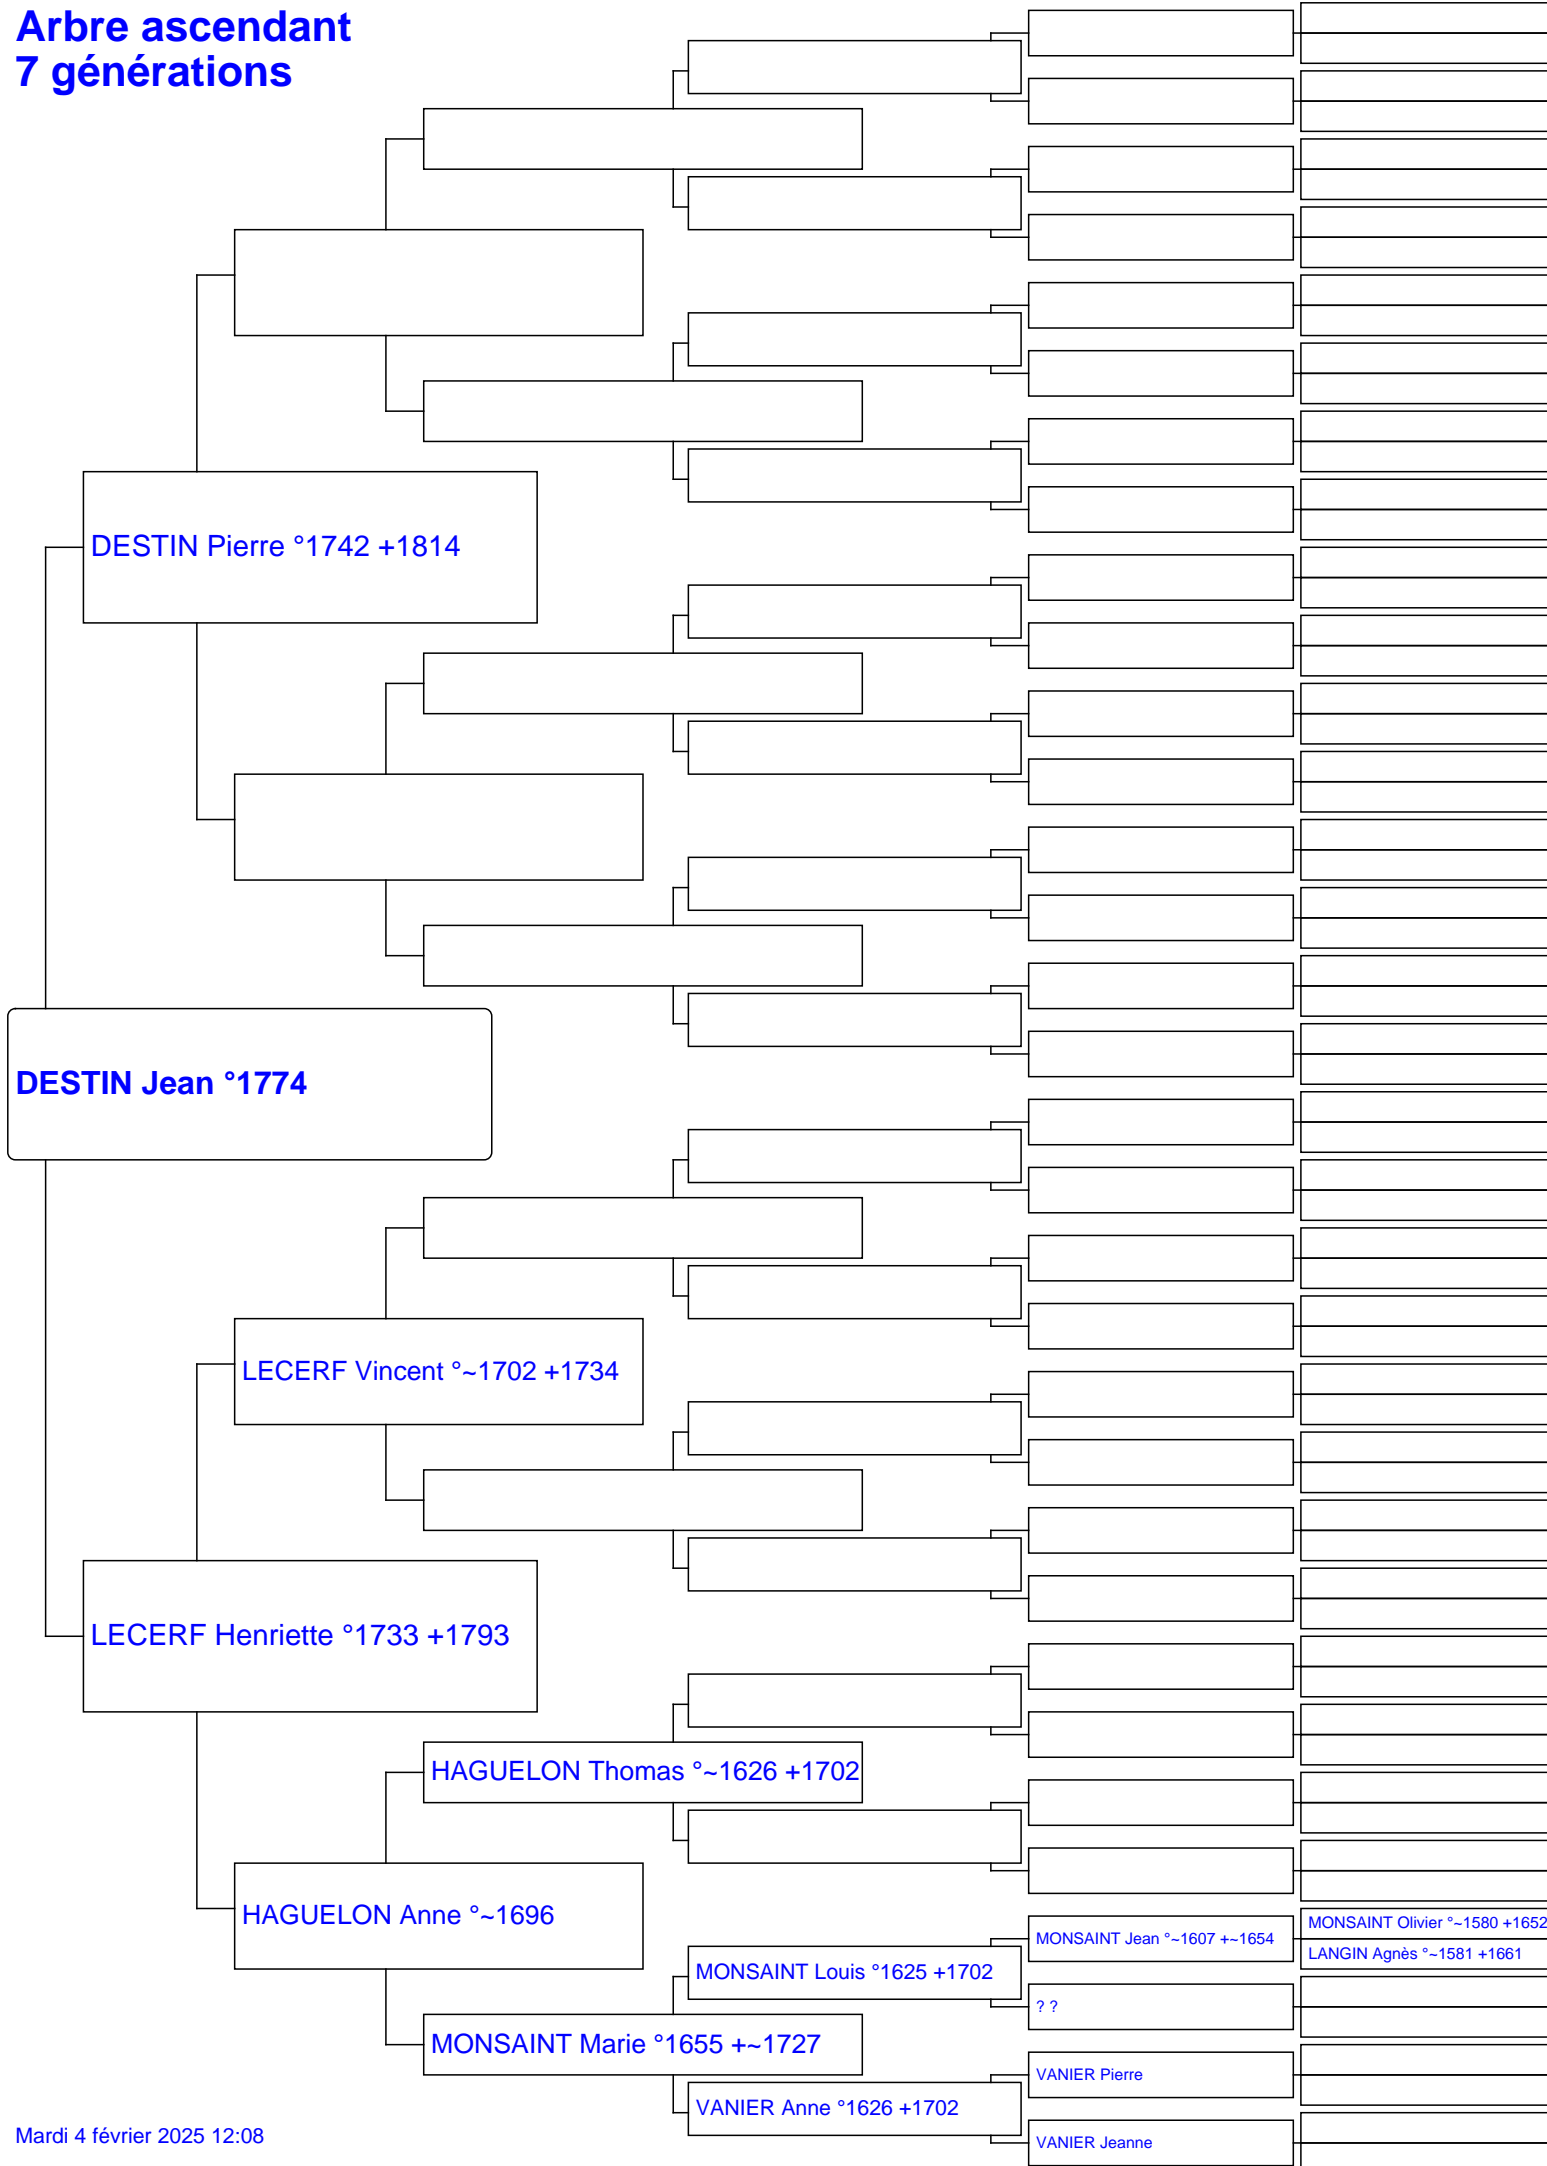 Arbre ascendant
7 générations
DESTIN Pierre °1742 +1814
DESTIN Jean °1774
LECERF Vincent °~1702 +1734
LECERF Henriette °1733 +1793
HAGUELON Thomas °~1626 +1702
HAGUELON Anne °~1696
MONSAINT Olivier °~1580 +1652
MONSAINT Jean °~1607 +~1654
LANGIN Agnès °~1581 +1661
MONSAINT Louis °1625 +1702
? ?
MONSAINT Marie °1655 +~1727
VANIER Pierre
VANIER Anne °1626 +1702
VANIER Jeanne
Mardi 4 février 2025 12:08